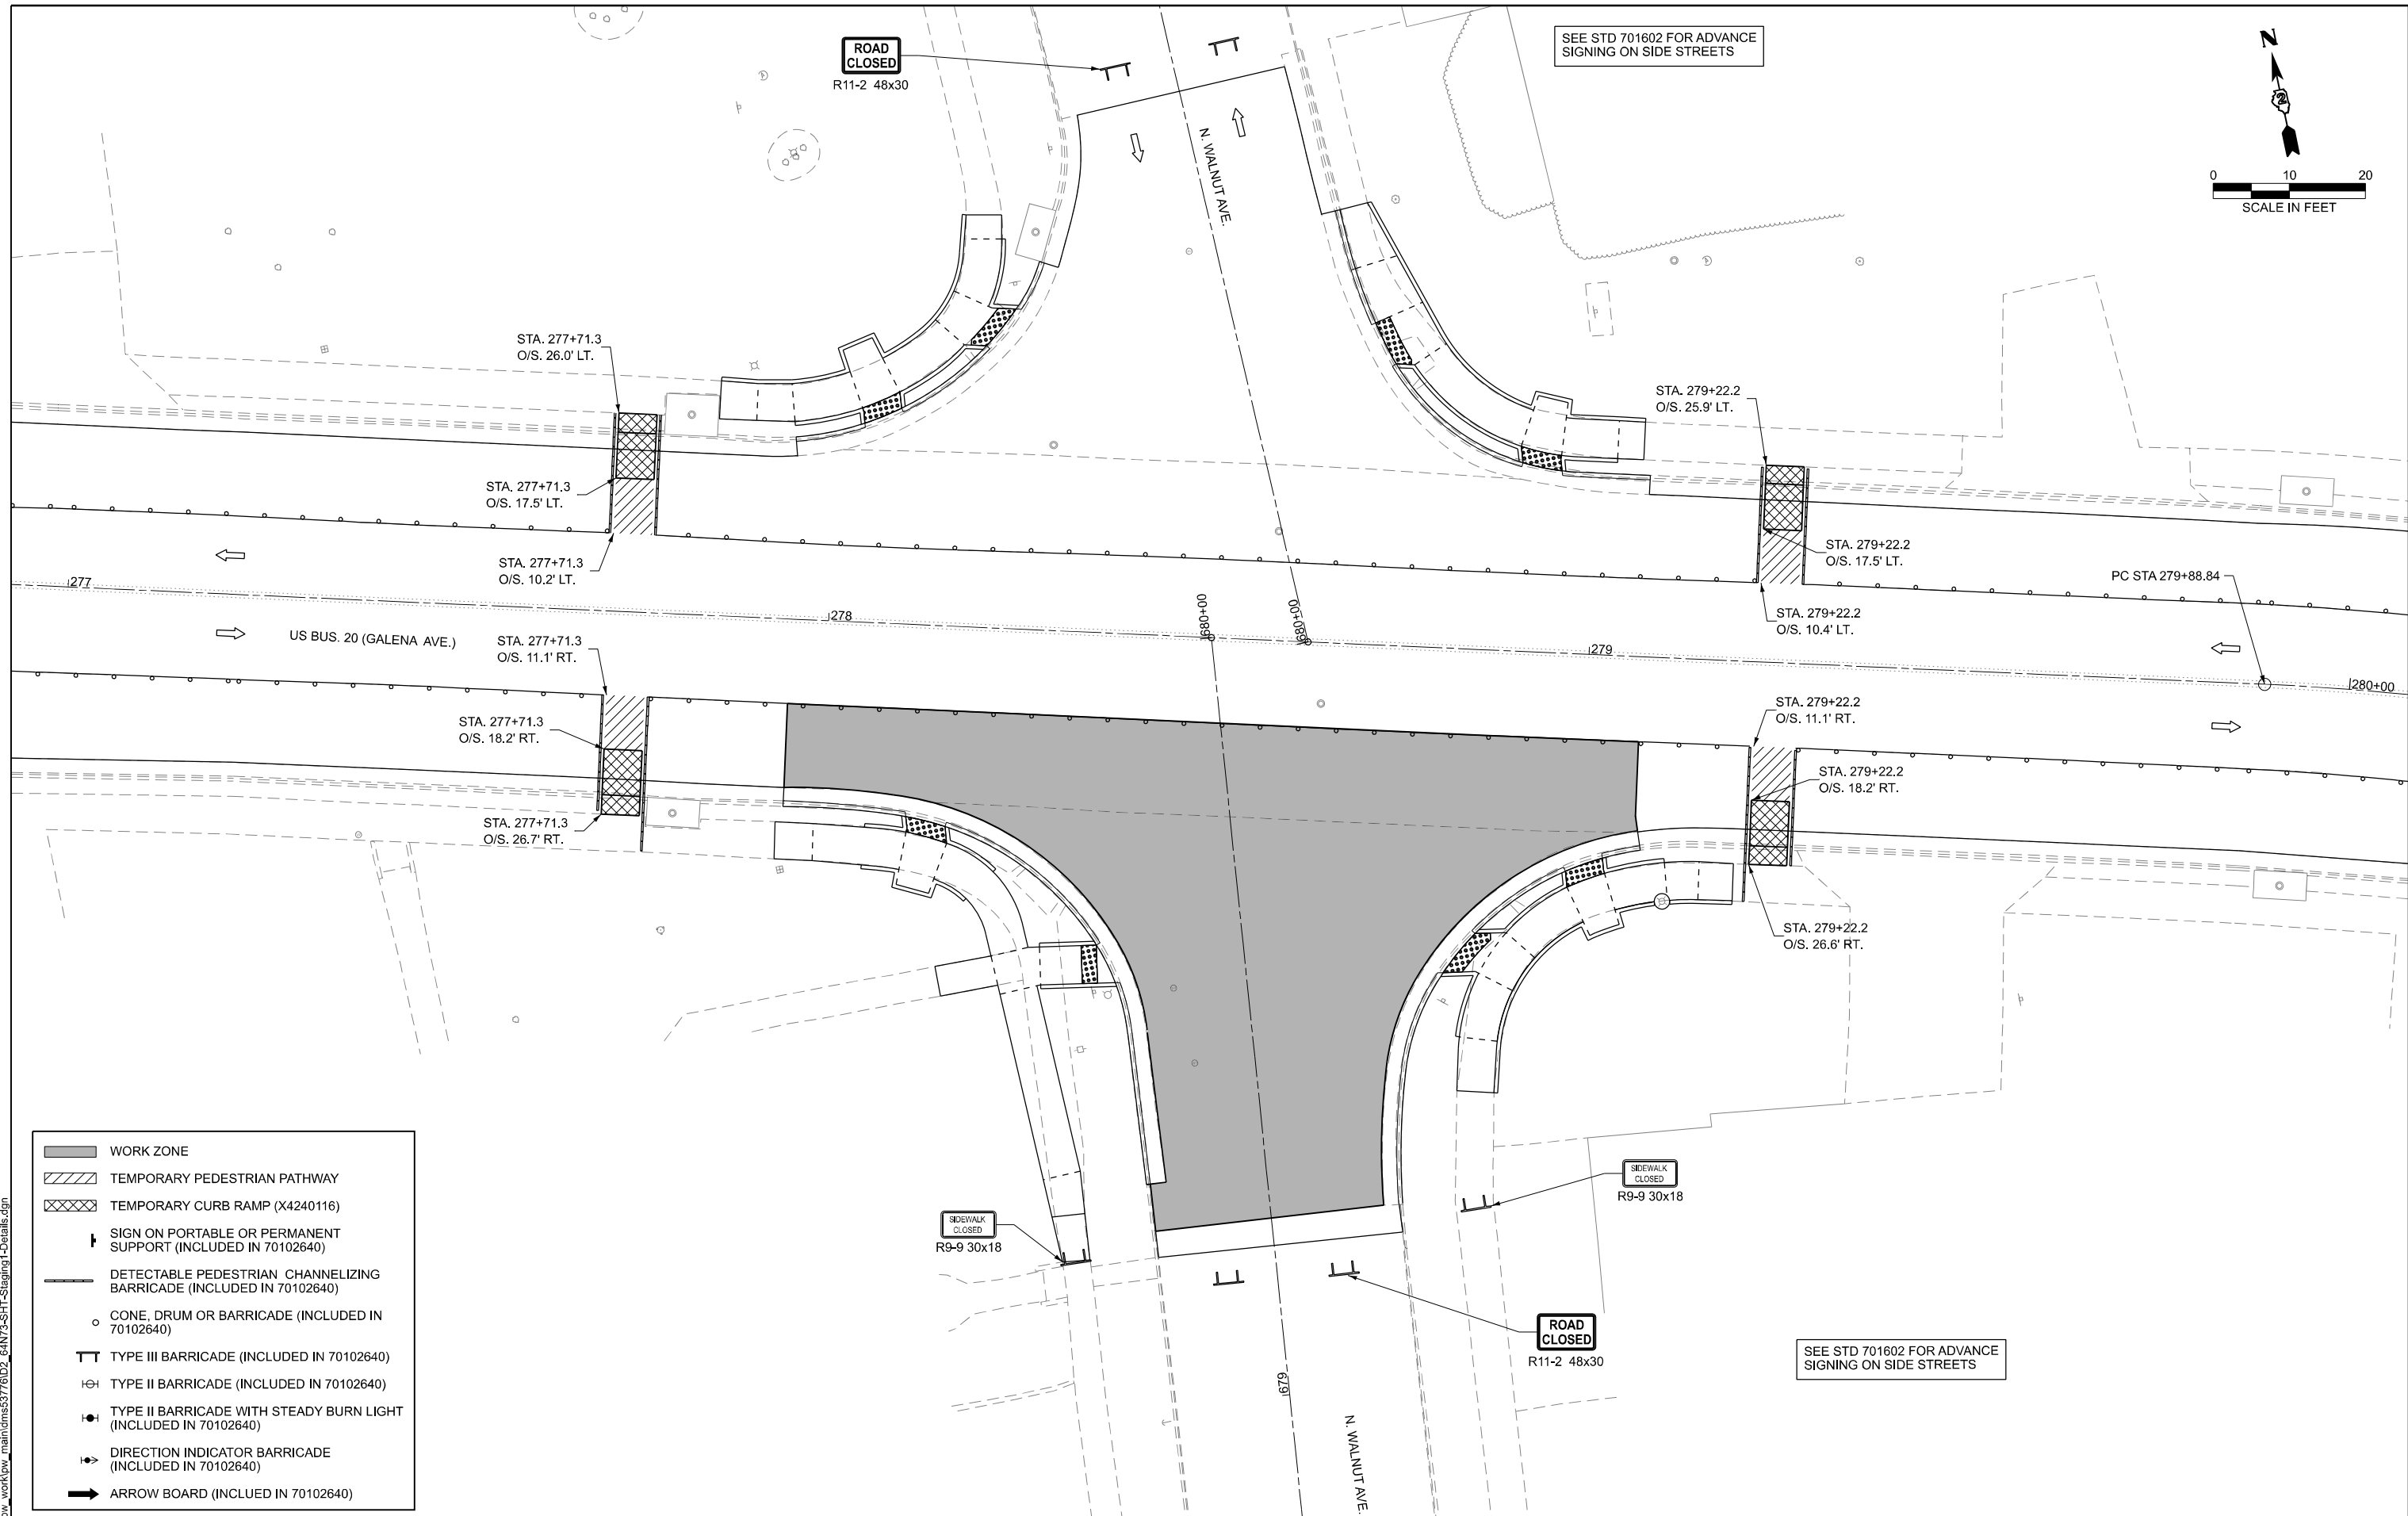 SEE STD 701602 FOR ADVANCE
SIGNING ON SIDE STREETS
N
2
ROAD
CLOSED
R11-2 48x30
0 10 20
SCALE IN FEET
N. WALNUT AVE.
STA. 277+71.3
O/S. 26.0' LT.
STA. 279+22.2
O/S. 25.9' LT.
STA. 277+71.3
O/S. 17.5' LT.
STA. 279+22.2
O/S. 17.5' LT.
STA. 277+71.3
O/S. 10.2' LT.
PC STA 279+88.84
277
278
680+00
680+00
STA. 279+22.2
O/S. 10.4' LT.
US BUS. 20 (GALENA AVE.)
STA. 277+71.3
O/S. 11.1' RT.
279
280+00
STA. 277+71.3
O/S. 18.2' RT.
STA. 279+22.2
O/S. 11.1' RT.
STA. 279+22.2
O/S. 18.2' RT.
STA. 277+71.3
O/S. 26.7' RT.
STA. 279+22.2
O/S. 26.6' RT.
WORK ZONE
TEMPORARY PEDESTRIAN PATHWAY
TEMPORARY CURB RAMP (X4240116)
SIGN ON PORTABLE OR PERMANENT
SUPPORT (INCLUDED IN 70102640)
DETECTABLE PEDESTRIAN CHANNELIZING
BARRICADE (INCLUDED IN 70102640)
CONE, DRUM OR BARRICADE (INCLUDED IN
70102640)
TYPE III BARRICADE (INCLUDED IN 70102640)
TYPE II BARRICADE (INCLUDED IN 70102640)
TYPE II BARRICADE WITH STEADY BURN LIGHT
(INCLUDED IN 70102640)
DIRECTION INDICATOR BARRICADE
(INCLUDED IN 70102640)
ARROW BOARD (INCLUED IN 70102640)
SIDEWALK
CLOSED
R9-9 30x18
SIDEWALK
CLOSED
R9-9 30x18
ROAD
CLOSED
R11-2 48x30
679
N. WALNUT AVE.
SEE STD 701602 FOR ADVANCE
SIGNING ON SIDE STREETS
pw_work\pw_main\dms53776\D2_64N73-SHT-Staging1-Details.dgn